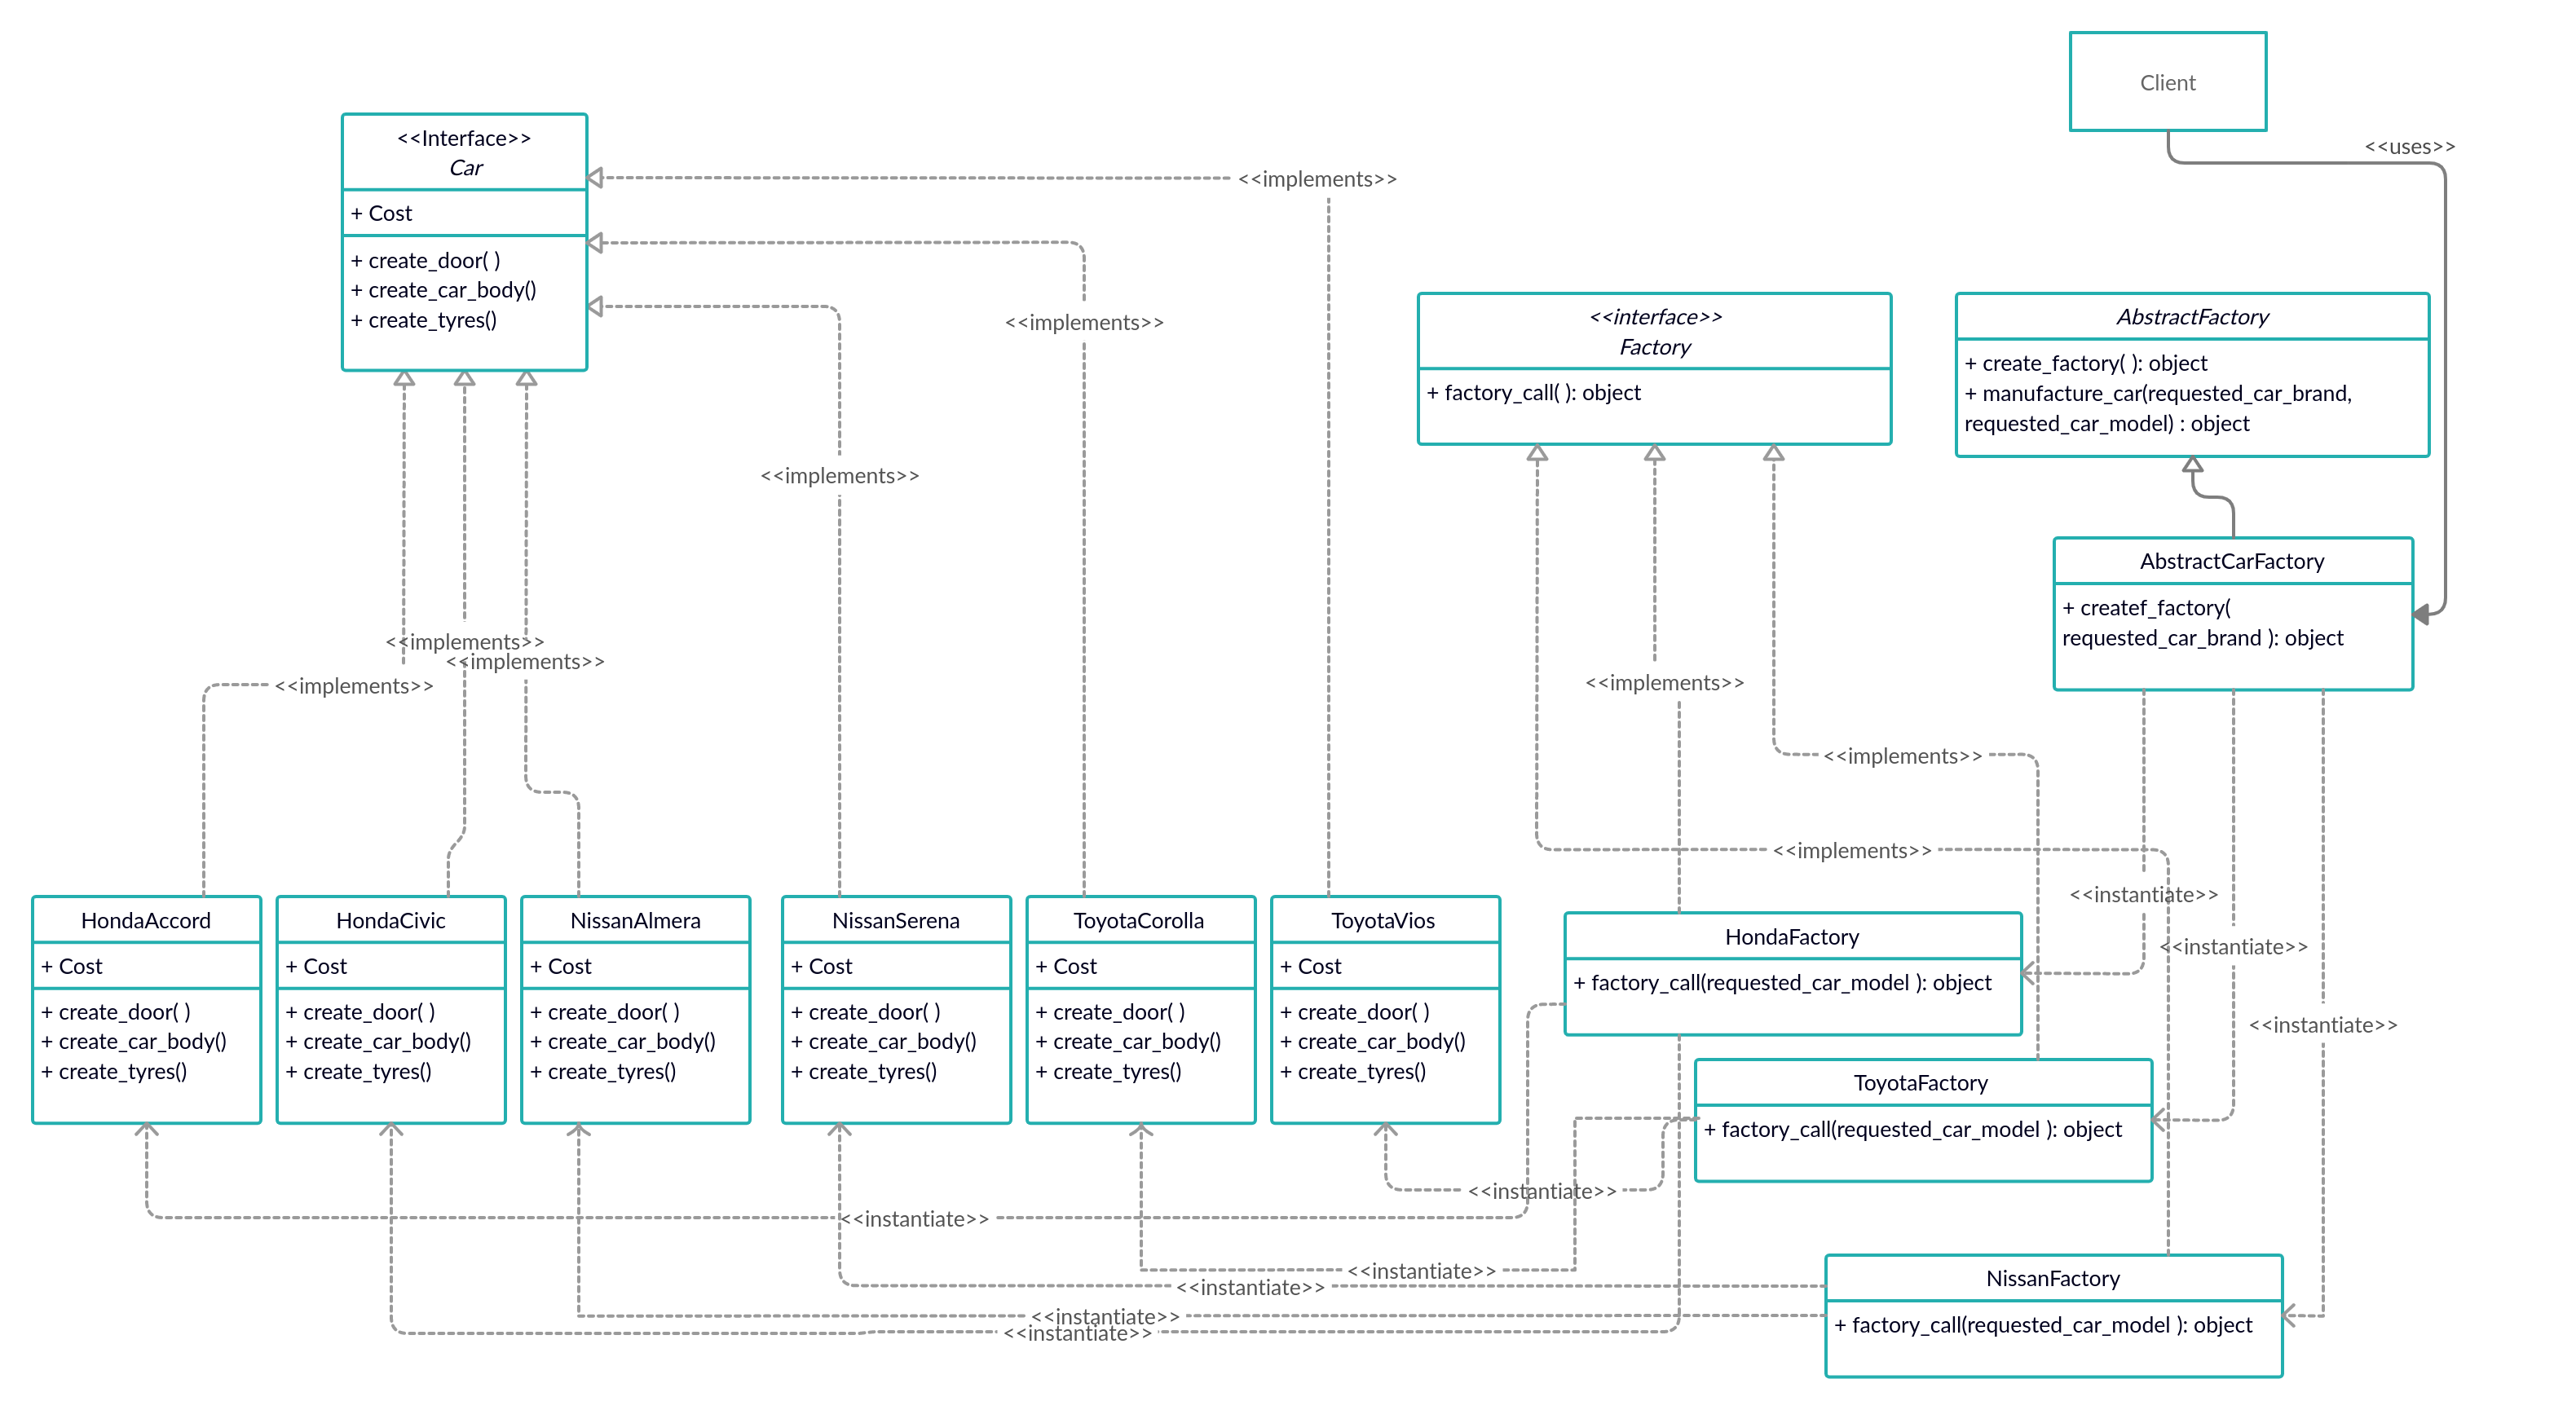 Client
<<uses>>
<<Interface>>
Car
+ Cost
+ create_door( )
+ create_car_body()
+ create_tyres()
<<implements>>
<<implements>>
<<implements>>
<<implements>>
<<implements>>
<<implements>>
<<interface>>
Factory
+ factory_call( ): object
AbstractFactory
+ create_factory( ): object
+ manufacture_car(requested_car_brand,
requested_car_model) : object
AbstractCarFactory
+ createf_factory(
requested_car_brand ): object
<<implements>>
<<implements>>
<<implements>>
<<instantiate>>
<<instantiate>>
<<instantiate>>
HondaAccord
+ Cost
+ create_door( )
+ create_car_body()
+ create_tyres()
HondaCivic
+ Cost
+ create_door( )
+ create_car_body()
+ create_tyres()
NissanAlmera
+ Cost
+ create_door( )
+ create_car_body()
+ create_tyres()
NissanSerena
+ Cost
+ create_door( )
+ create_car_body()
+ create_tyres()
ToyotaCorolla
+ Cost
+ create_door( )
+ create_car_body()
+ create_tyres()
ToyotaVios
+ Cost
+ create_door( )
+ create_car_body()
+ create_tyres()
HondaFactory
+ factory_call(requested_car_model ): object
ToyotaFactory
+ factory_call(requested_car_model ): object
NissanFactory
+ factory_call(requested_car_model ): object
<<instantiate>>
<<instantiate>>
<<instantiate>>
<<instantiate>>
<<instantiate>>
<<instantiate>>